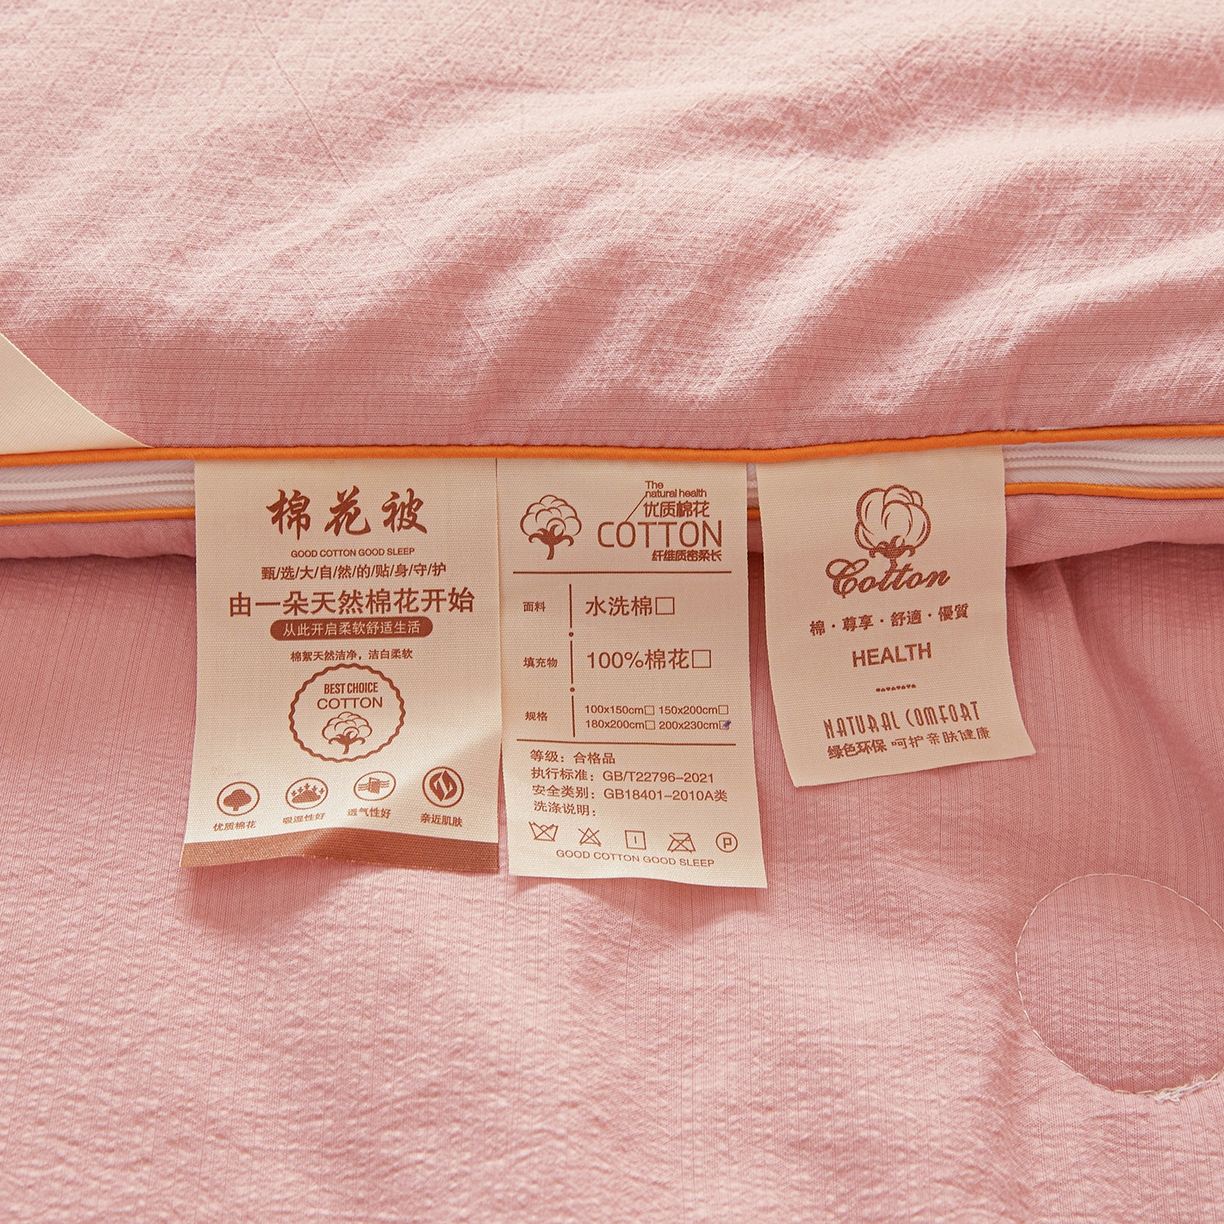 棉花被
GOOD COTTON GOOD SLEEP
甄/选/大/自/然/的/贴/身/守/护
由一朵天然棉花开始
从此开启柔软舒适生活
棉絮天然洁净，洁白柔软
BEST CHOICE
COTTON
优质棉花 吸湿性好 透气性好 亲近肌肤
The
natural health
优质棉花
COTTON
纤维质密柔长
面料 水洗棉□
填充物 100%棉花□
规格 100x150cm□ 150x200cm□
180x200cm□ 200x230cm☑
等级：合格品
执行标准：GB/T22796-2021
安全类别：GB18401-2010A类
洗涤说明：
P
GOOD COTTON GOOD SLEEP
Cotton
棉·尊享·舒適·優質
HEALTH
NATURAL COMFORT
绿色环保 呵护亲肤健康